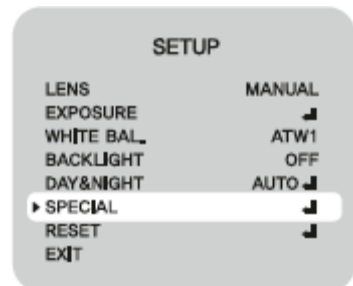 SETUP
LENS MANUAL
EXPOSURE ↲
WHITE BAL. ATW1
BACKLIGHT OFF
DAY&NIGHT AUTO ↲
▸ SPECIAL ↲
RESET ↲
EXIT